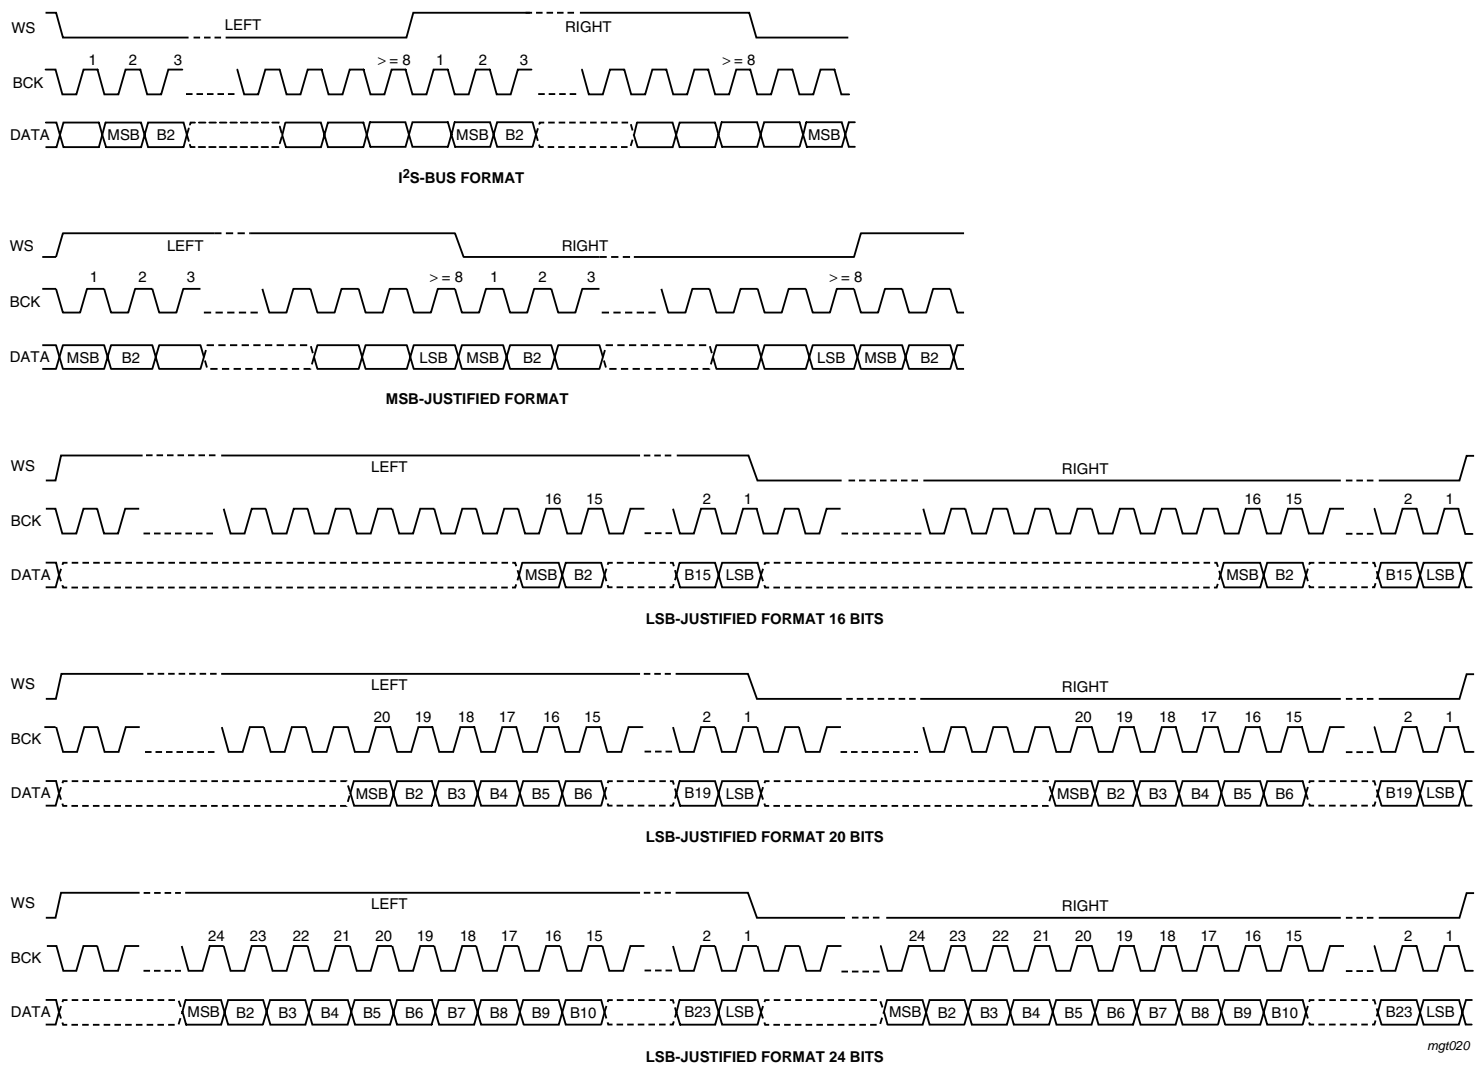 WS LEFT RIGHT
BCK 1 2 3 >= 8 1 2 3 >= 8
DATA MSB B2 MSB B2 MSB
I²S-BUS FORMAT
WS LEFT RIGHT
BCK 1 2 3 >= 8 1 2 3 >= 8
DATA MSB B2 LSB MSB B2 LSB MSB B2
MSB-JUSTIFIED FORMAT
WS LEFT RIGHT
BCK 16 15 2 1 16 15 2 1
DATA MSB B2 B15 LSB MSB B2 B15 LSB
LSB-JUSTIFIED FORMAT 16 BITS
WS LEFT RIGHT
BCK 20 19 18 17 16 15 2 1 20 19 18 17 16 15 2 1
DATA MSB B2 B3 B4 B5 B6 B19 LSB MSB B2 B3 B4 B5 B6 B19 LSB
LSB-JUSTIFIED FORMAT 20 BITS
WS LEFT RIGHT
BCK 24 23 22 21 20 19 18 17 16 15 2 1 24 23 22 21 20 19 18 17 16 15 2 1
DATA MSB B2 B3 B4 B5 B6 B7 B8 B9 B10 B23 LSB MSB B2 B3 B4 B5 B6 B7 B8 B9 B10 B23 LSB
LSB-JUSTIFIED FORMAT 24 BITS
mgt020